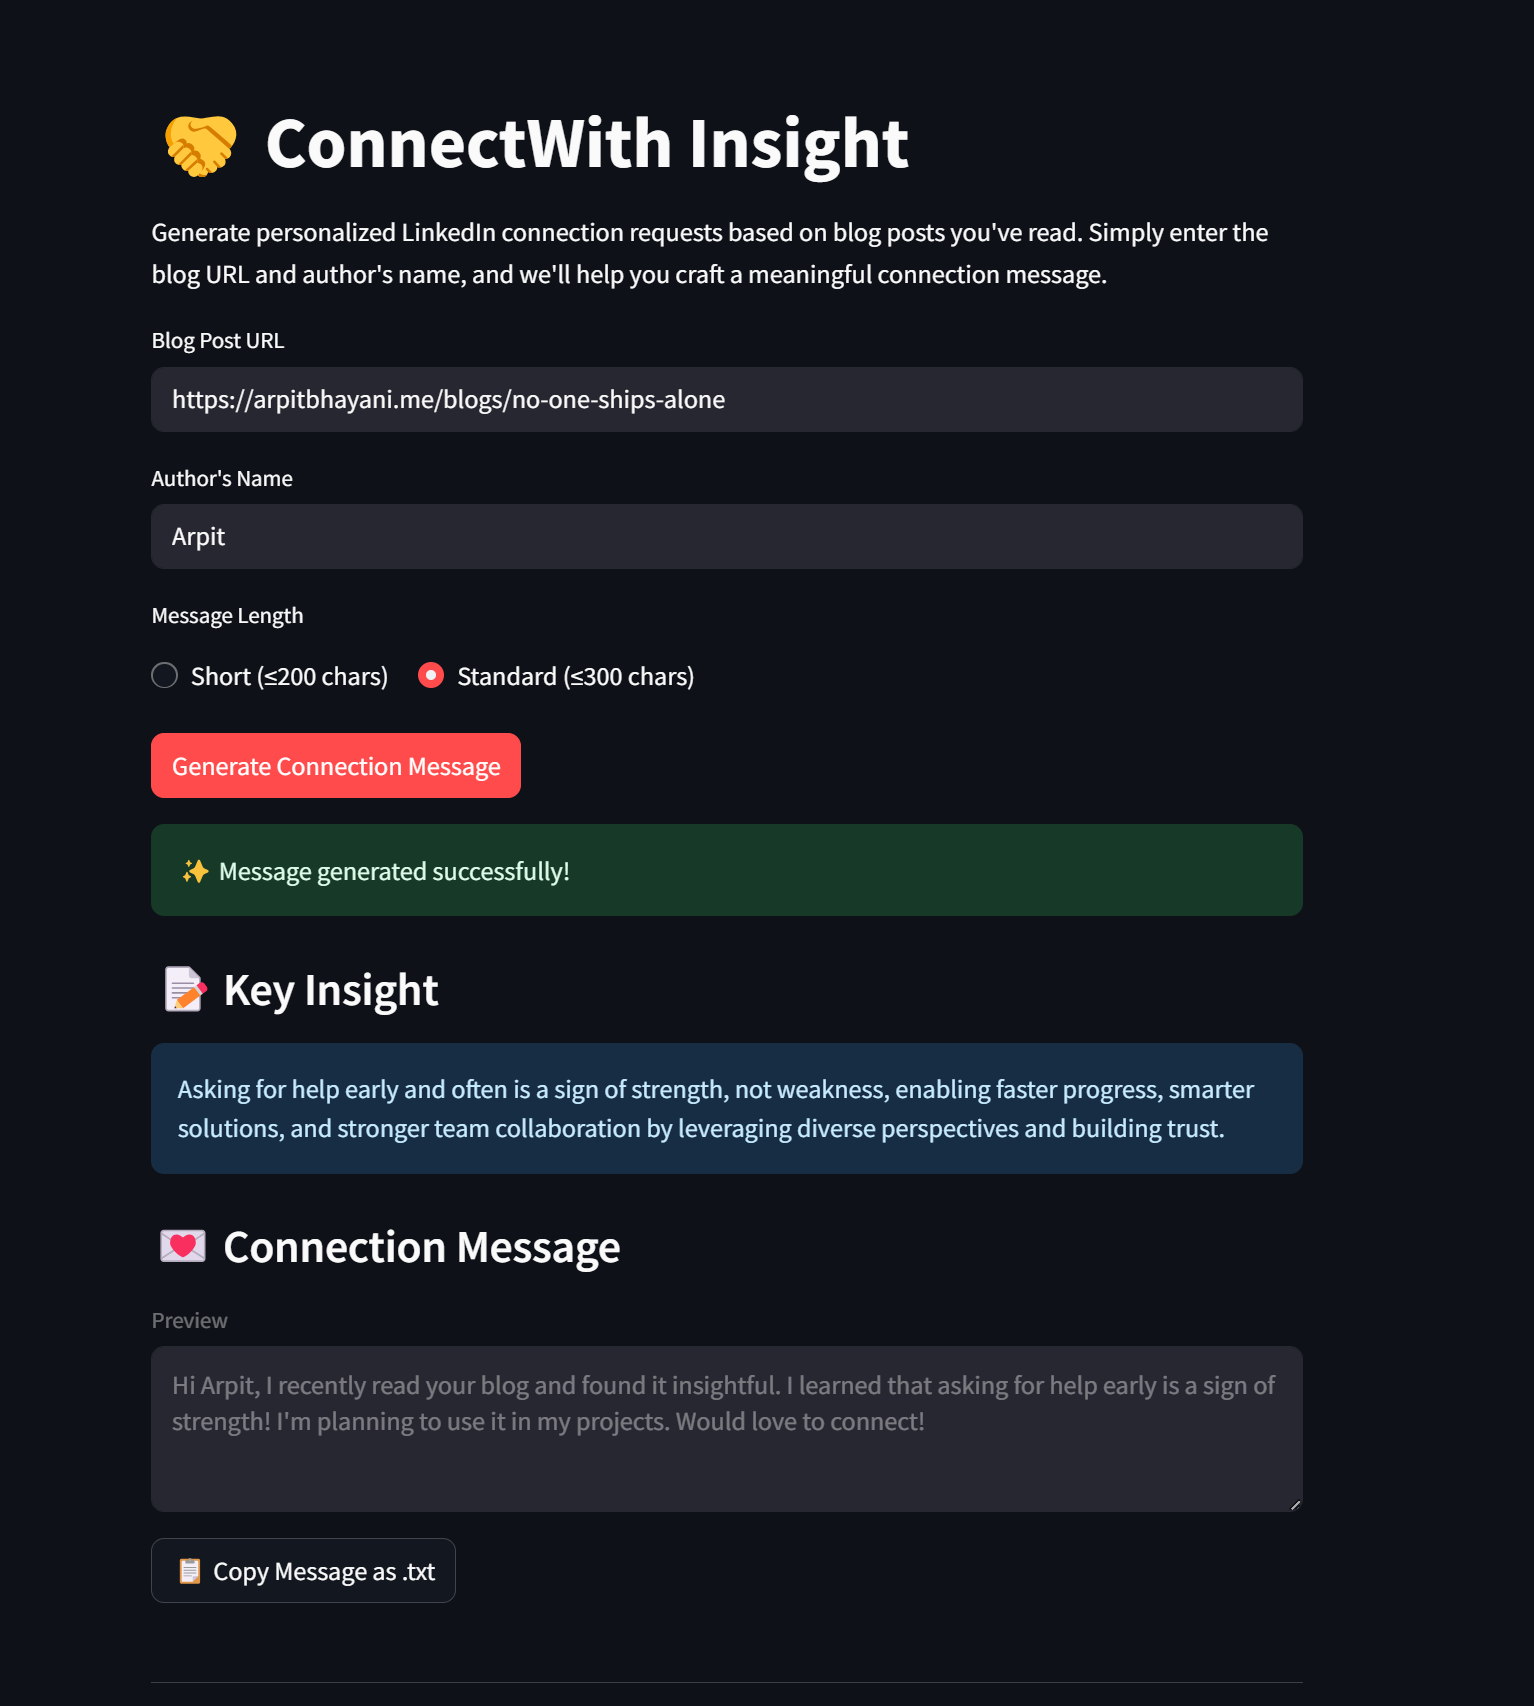 ConnectWith Insight
Generate personalized LinkedIn connection requests based on blog posts you've read. Simply enter the
blog URL and author's name, and we'll help you craft a meaningful connection message.
Blog Post URL
https://arpitbhayani.me/blogs/no-one-ships-alone
Author's Name
Arpit
Message Length
Short (≤200 chars) Standard (≤300 chars)
Generate Connection Message
✨ Message generated successfully!
Key Insight
Asking for help early and often is a sign of strength, not weakness, enabling faster progress, smarter
solutions, and stronger team collaboration by leveraging diverse perspectives and building trust.
Connection Message
Preview
Hi Arpit, I recently read your blog and found it insightful. I learned that asking for help early is a sign of
strength! I'm planning to use it in my projects. Would love to connect!
Copy Message as .txt